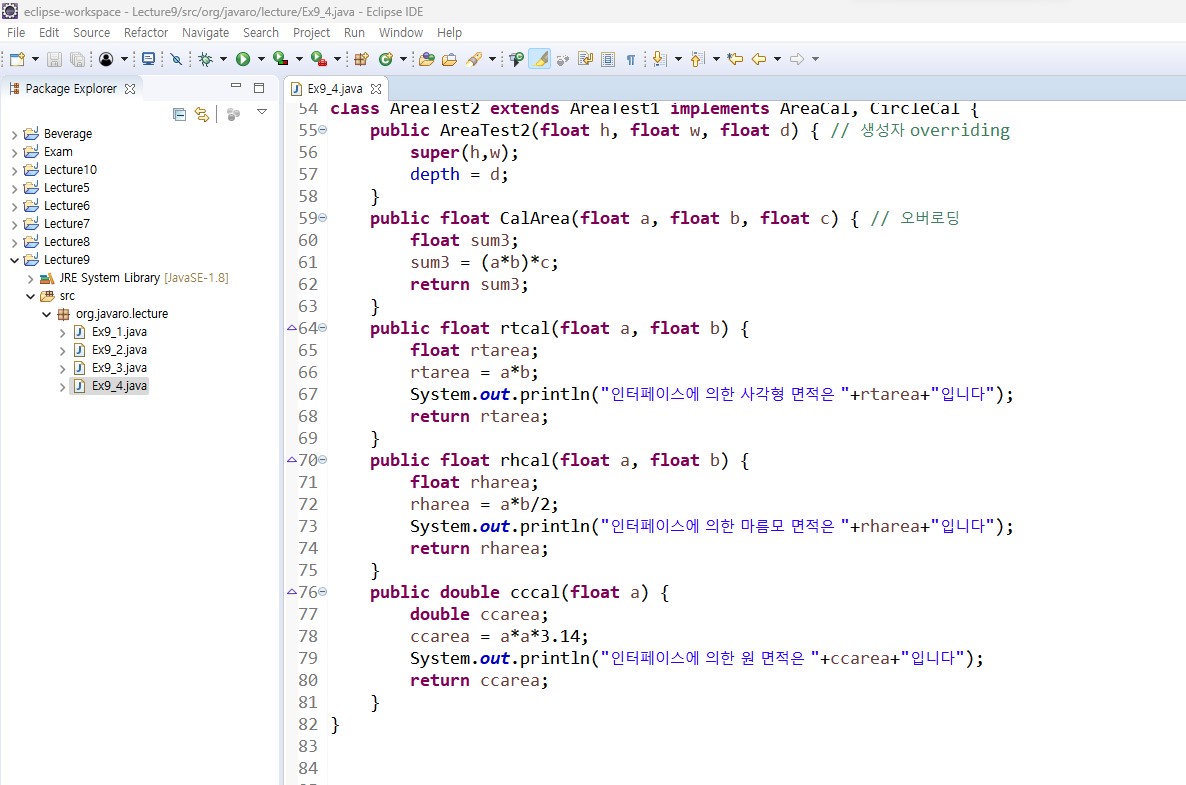 eclipse-workspace - Lecture9/src/org/javaro/lecture/Ex9_4.java - Eclipse IDE
File Edit Source Refactor Navigate Search Project Run Window Help
Package Explorer
Beverage
Exam
Lecture10
Lecture5
Lecture6
Lecture7
Lecture8
Lecture9
JRE System Library [JavaSE-1.8]
src
org.javaro.lecture
Ex9_1.java
Ex9_2.java
Ex9_3.java
Ex9_4.java
Ex9_4.java
54 class AreaTest2 extends AreaTest1 implements AreaCal, CircleCal {
55 public AreaTest2(float h, float w, float d) { // 생성자 overriding
56 super(h,w);
57 depth = d;
58 }
59 public float CalArea(float a, float b, float c) { // 오버로딩
60 float sum3;
61 sum3 = (a*b)*c;
62 return sum3;
63 }
64 public float rtcal(float a, float b) {
65 float rtarea;
66 rtarea = a*b;
67 System.out.println("인터페이스에 의한 사각형 면적은 "+rtarea+"입니다");
68 return rtarea;
69 }
70 public float rhcal(float a, float b) {
71 float rharea;
72 rharea = a*b/2;
73 System.out.println("인터페이스에 의한 마름모 면적은 "+rharea+"입니다");
74 return rharea;
75 }
76 public double cccal(float a) {
77 double ccarea;
78 ccarea = a*a*3.14;
79 System.out.println("인터페이스에 의한 원 면적은 "+ccarea+"입니다");
80 return ccarea;
81 }
82 }
83
84